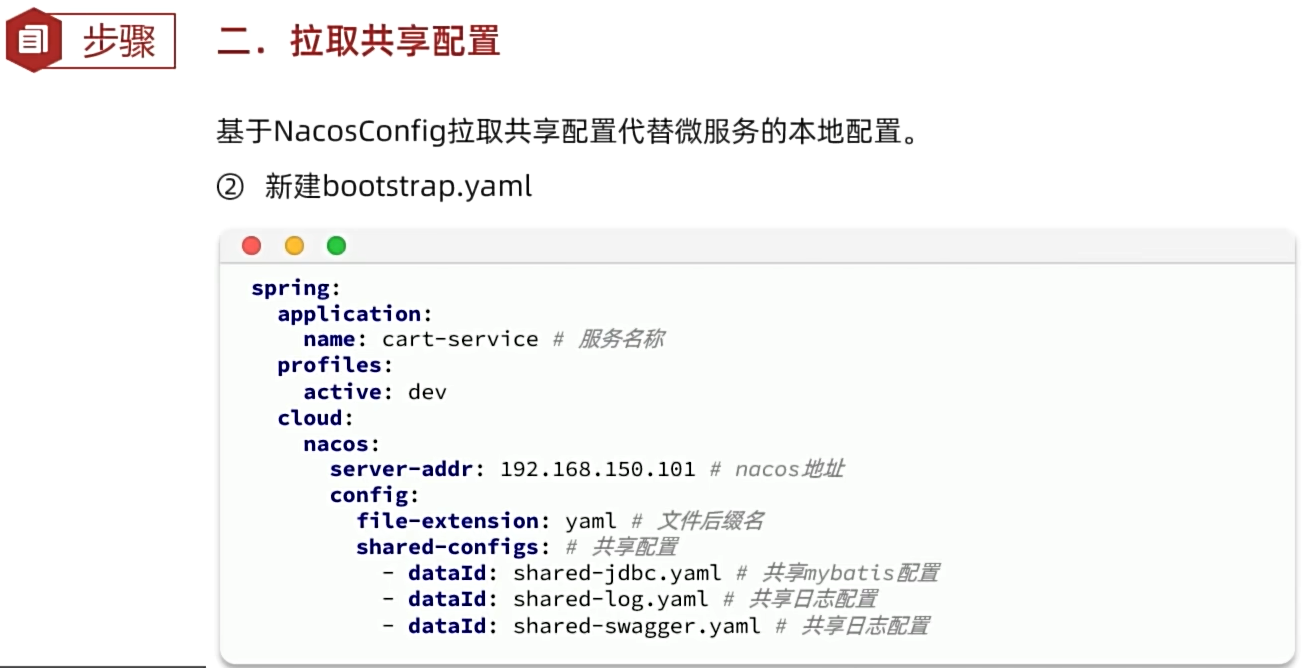 步骤
二．拉取共享配置
基于NacosConfig拉取共享配置代替微服务的本地配置。
② 新建bootstrap.yaml
spring:
  application:
    name: cart-service # 服务名称
  profiles:
    active: dev
  cloud:
    nacos:
      server-addr: 192.168.150.101 # nacos地址
      config:
        file-extension: yaml # 文件后缀名
        shared-configs: # 共享配置
          - dataId: shared-jdbc.yaml # 共享mybatis配置
          - dataId: shared-log.yaml # 共享日志配置
          - dataId: shared-swagger.yaml # 共享日志配置